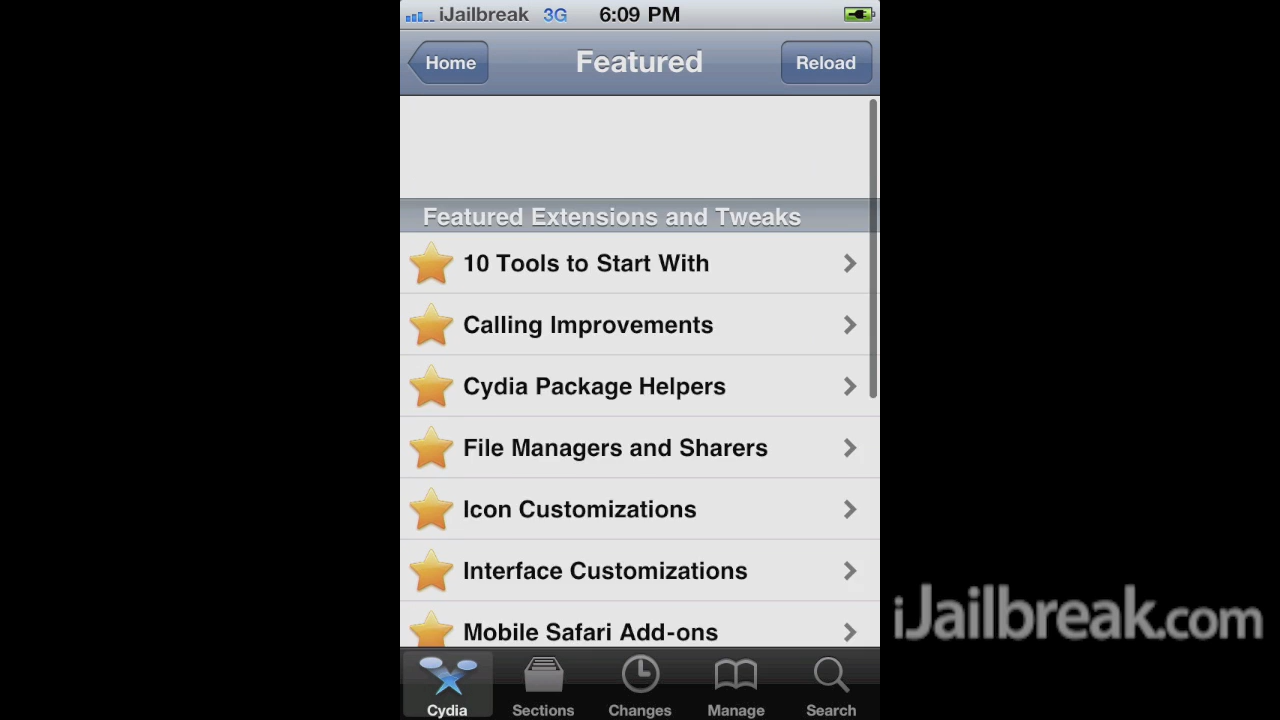 iJailbreak 3G 6:09 PM
Home Featured Reload
Featured Extensions and Tweaks
10 Tools to Start With
Calling Improvements
Cydia Package Helpers
File Managers and Sharers
Icon Customizations
Interface Customizations
Mobile Safari Add-ons
iJailbreak.com
Cydia Sections Changes Manage Search